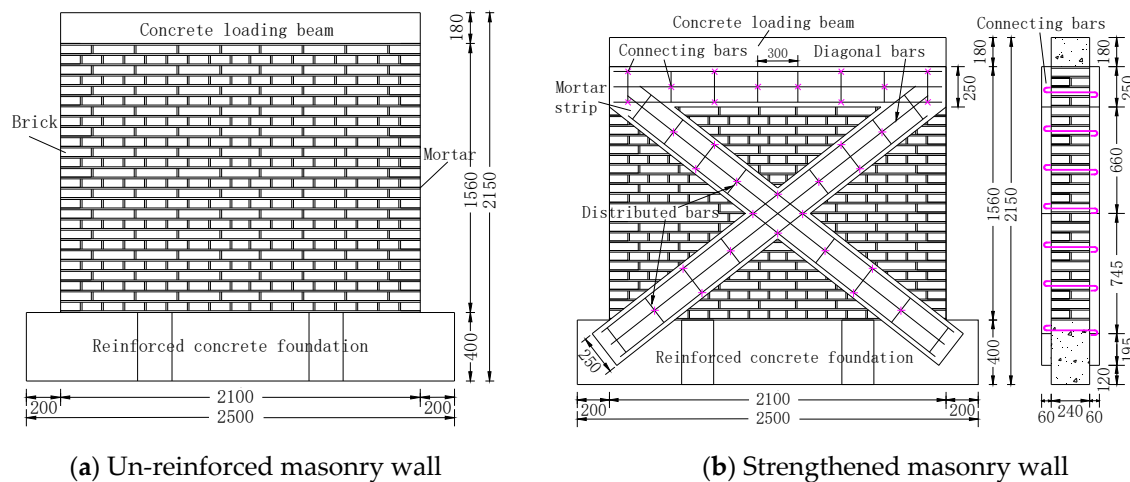 Concrete loading beam
180
Brick
Mortar
1560
2150
Reinforced concrete foundation
400
200
2100
200
2500
(a) Un-reinforced masonry wall
Concrete loading beam
Connecting bars
300
Diagonal bars
180
Mortar
strip
250
Distributed bars
1560
2150
250
Reinforced concrete foundation
400
200
2100
200
2500
Connecting bars
180
250
660
745
195
120
60
240
60
(b) Strengthened masonry wall